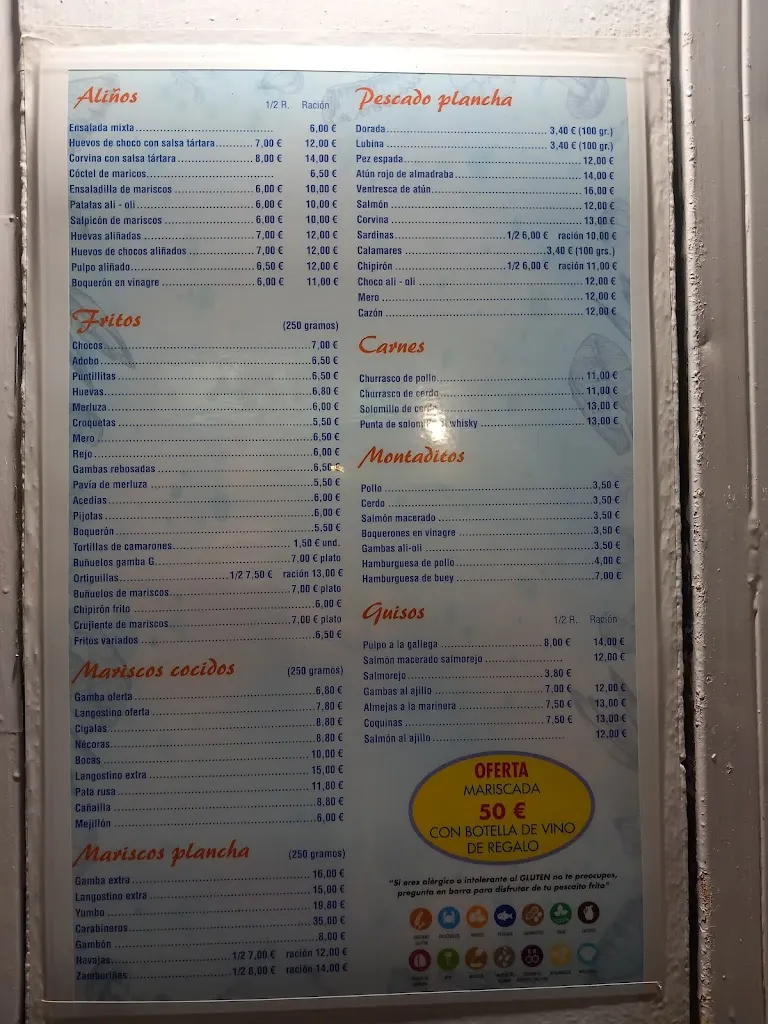 Aliños
1/2 R. Ración
Ensalada mixta 6,00 €
Huevos de choco con salsa tártara 7,00 € 12,00 €
Corvina con salsa tártara 8,00 € 14,00 €
Cóctel de maricos 6,50 €
Ensaladilla de mariscos 6,00 € 10,00 €
Patatas ali - oli 6,00 € 10,00 €
Salpicón de mariscos 6,00 € 10,00 €
Huevas aliñadas 7,00 € 12,00 €
Huevos de chocos aliñados 7,00 € 12,00 €
Pulpo aliñado 6,50 € 12,00 €
Boquerón en vinagre 6,00 € 11,00 €
Fritos
(250 gramos)
Chocos 7,00 €
Adobo 6,50 €
Puntillitas 6,50 €
Huevas 6,80 €
Merluza 6,00 €
Croquetas 5,50 €
Mero 6,50 €
Rejo 6,00 €
Gambas rebosadas 6,50 €
Pavía de merluza 5,50 €
Acedias 6,00 €
Pijotas 6,00 €
Boquerón 5,50 €
Tortillas de camarones 1,50 € und.
Buñuelos gamba G. 7,00 € plato
Ortiguillas 1/2 7,50 € ración 13,00 €
Buñuelos de mariscos 7,00 € plato
Chipirón frito 6,00 €
Crujiente de mariscos 7,00 € plato
Fritos variados 6,50 €
Mariscos cocidos
(250 gramos)
Gamba oferta 6,80 €
Langostino oferta 7,80 €
Cigalas 8,80 €
Nécoras 8,80 €
Bocas 10,00 €
Langostino extra 15,00 €
Pata rusa 11,80 €
Cañailla 8,80 €
Mejillón 6,00 €
Mariscos plancha
(250 gramos)
Gamba extra 16,00 €
Langostino extra 15,00 €
Yumbo 19,80 €
Carabineros 35,00 €
Gambón 8,00 €
Navajas 1/2 7,00 € ración 12,00 €
Zamburiñas 1/2 8,00 € ración 14,00 €
Pescado plancha
Dorada 3,40 € (100 gr.)
Lubina 3,40 € (100 gr.)
Pez espada 12,00 €
Atún rojo de almadraba 14,00 €
Ventresca de atún 16,00 €
Salmón 12,00 €
Corvina 13,00 €
Sardinas 1/2 6,00 € ración 10,00 €
Calamares 3,40 € (100 grs.)
Chipirón 1/2 6,00 € ración 11,00 €
Choco ali - oli 12,00 €
Mero 12,00 €
Cazón 12,00 €
Carnes
Churrasco de pollo 11,00 €
Churrasco de cerdo 11,00 €
Solomillo de cerdo 13,00 €
Punta de whisky 13,00 €
Montaditos
Pollo 3,50 €
Cerdo 3,50 €
Salmón macerado 3,50 €
Boquerones en vinagre 3,50 €
Gambas ali-oli 3,50 €
Hamburguesa de pollo 4,00 €
Hamburguesa de buey 7,00 €
Guisos
1/2 R. Ración
Pulpo a la gallega 8,00 € 14,00 €
Salmón macerado salmorejo 12,00 €
Salmorejo 3,80 €
Gambas al ajillo 7,00 € 12,00 €
Almejas a la marinera 7,50 € 13,00 €
Coquinas 7,50 € 13,00 €
Salmón al ajillo 12,00 €
OFERTA
MARISCADA
50 €
CON BOTELLA DE VINO
DE REGALO
"Si eres alérgico o intolerante al GLUTEN no te preocupes,
pregunta en barra para disfrutar de tu pescaito frito"